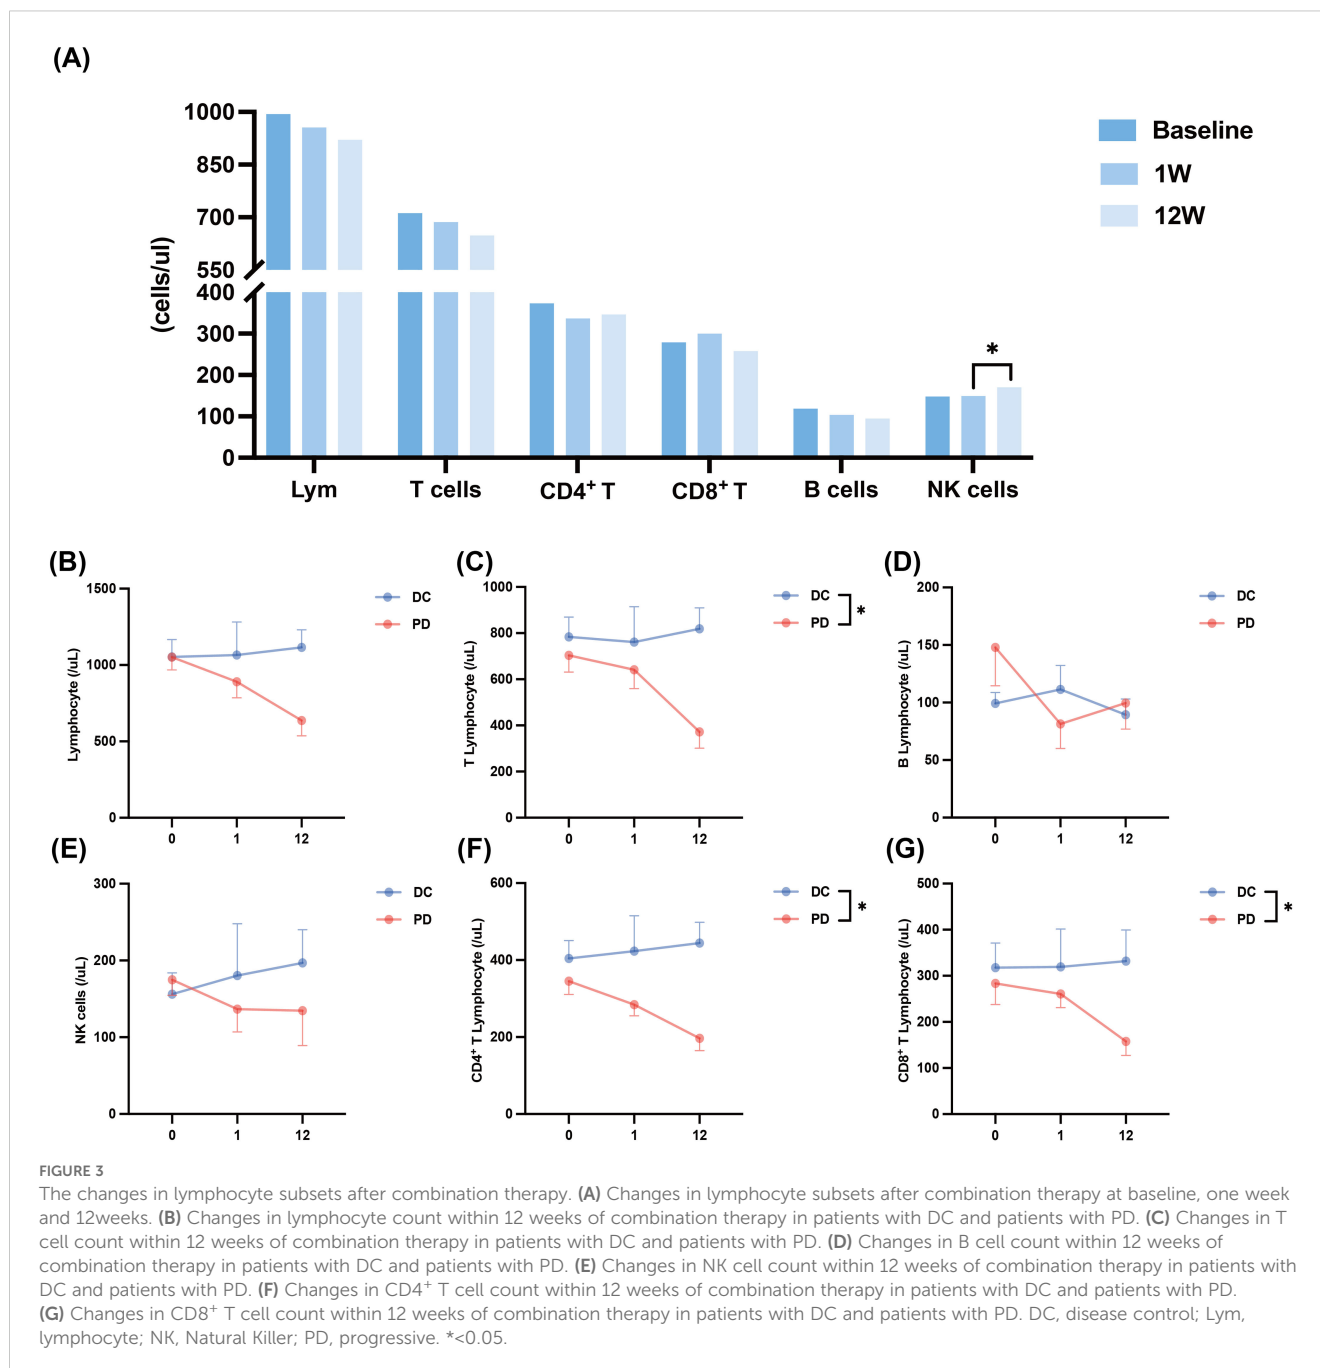 (A)
1000
850
700
550
400
300
200
100
0
(cells/ul)
Lym
T cells
CD4⁺ T
CD8⁺ T
B cells
NK cells
*
Baseline
1W
12W
(B)
1500
1000
500
0
Lymphocyte (/uL)
0 1 12
DC
PD
(C)
1000
800
600
400
200
0
T Lymphocyte (/uL)
0 1 12
DC
PD
*
(D)
200
150
100
50
0
B Lymphocyte (/uL)
0 1 12
DC
PD
(E)
300
200
100
0
NK cells (/uL)
0 1 12
DC
PD
(F)
600
400
200
0
CD4⁺ T Lymphocyte (/uL)
0 1 12
DC
PD
*
(G)
500
400
300
200
100
0
CD8⁺ T Lymphocyte (/uL)
0 1 12
DC
PD
*
FIGURE 3
The changes in lymphocyte subsets after combination therapy. (A) Changes in lymphocyte subsets after combination therapy at baseline, one week
and 12weeks. (B) Changes in lymphocyte count within 12 weeks of combination therapy in patients with DC and patients with PD. (C) Changes in T
cell count within 12 weeks of combination therapy in patients with DC and patients with PD. (D) Changes in B cell count within 12 weeks of
combination therapy in patients with DC and patients with PD. (E) Changes in NK cell count within 12 weeks of combination therapy in patients with
DC and patients with PD. (F) Changes in CD4⁺ T cell count within 12 weeks of combination therapy in patients with DC and patients with PD.
(G) Changes in CD8⁺ T cell count within 12 weeks of combination therapy in patients with DC and patients with PD. DC, disease control; Lym,
lymphocyte; NK, Natural Killer; PD, progressive. *<0.05.